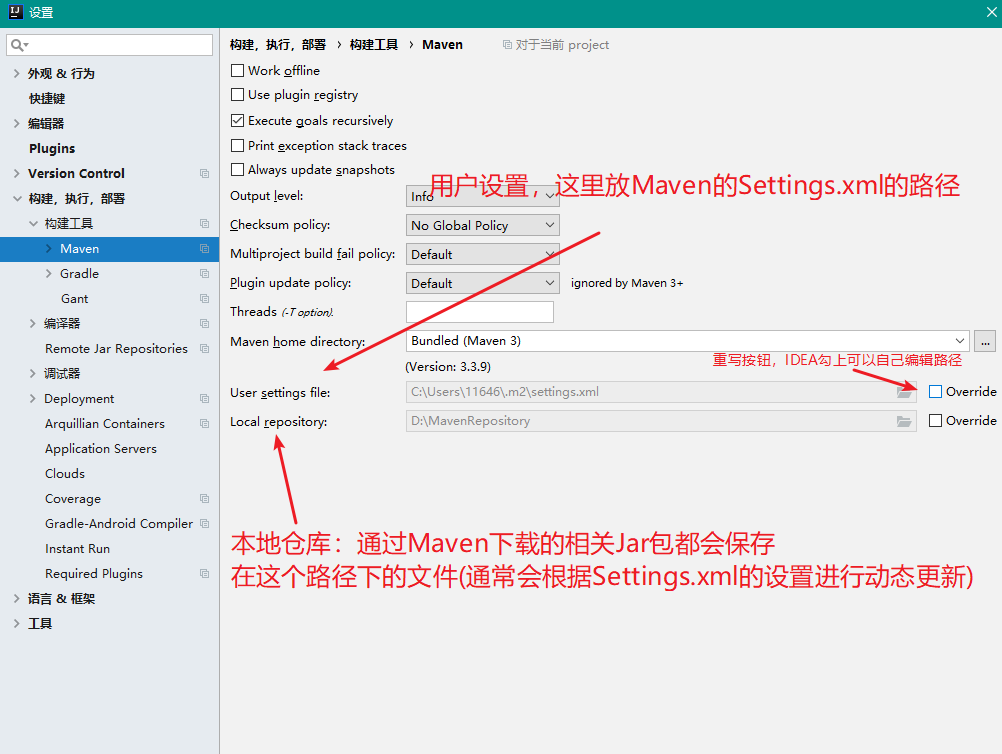 设置
构建，执行，部署 › 构建工具 › Maven 对于当前 project
外观 & 行为
快捷键
编辑器
Plugins
Version Control
构建，执行，部署
构建工具
Maven
Gradle
Gant
编译器
Remote Jar Repositories
调试器
Deployment
Arquillian Containers
Application Servers
Clouds
Coverage
Gradle-Android Compiler
Instant Run
Required Plugins
语言 & 框架
工具
Work offline
Use plugin registry
Execute goals recursively
Print exception stack traces
Always update snapshots
用户设置，这里放Maven的Settings.xml的路径
Output level: Info
Checksum policy: No Global Policy
Multiproject build fail policy: Default
Plugin update policy: Default ignored by Maven 3+
Threads (-T option).
Maven home directory: Bundled (Maven 3) ...
(Version: 3.3.9)
重写按钮，IDEA勾上可以自己编辑路径
User settings file: C:\Users\11646\.m2\settings.xml Override
Local repository: D:\MavenRepository Override
本地仓库：通过Maven下载的相关Jar包都会保存
在这个路径下的文件(通常会根据Settings.xml的设置进行动态更新)